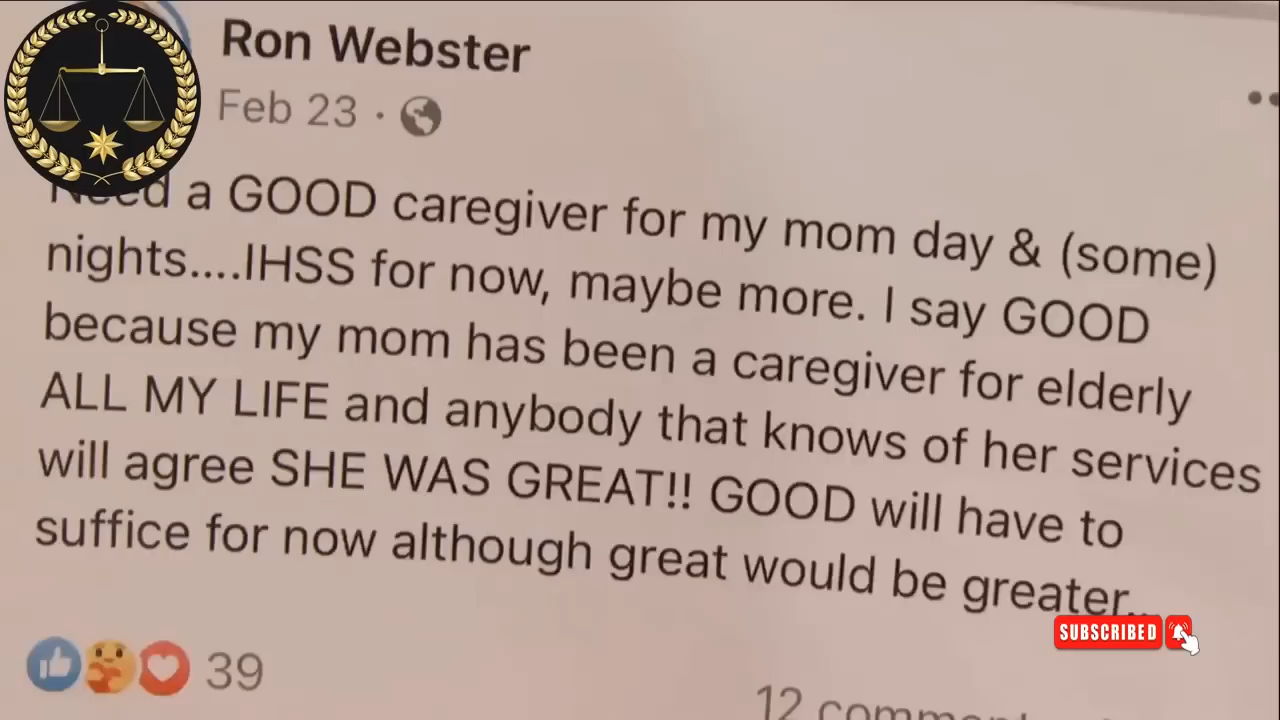 Ron Webster
Feb 23 ·
Need a GOOD caregiver for my mom day & (some)
nights....IHSS for now, maybe more. I say GOOD
because my mom has been a caregiver for elderly
ALL MY LIFE and anybody that knows of her services
will agree SHE WAS GREAT!! GOOD will have to
suffice for now although great would be greater...
39
12
SUBSCRIBED